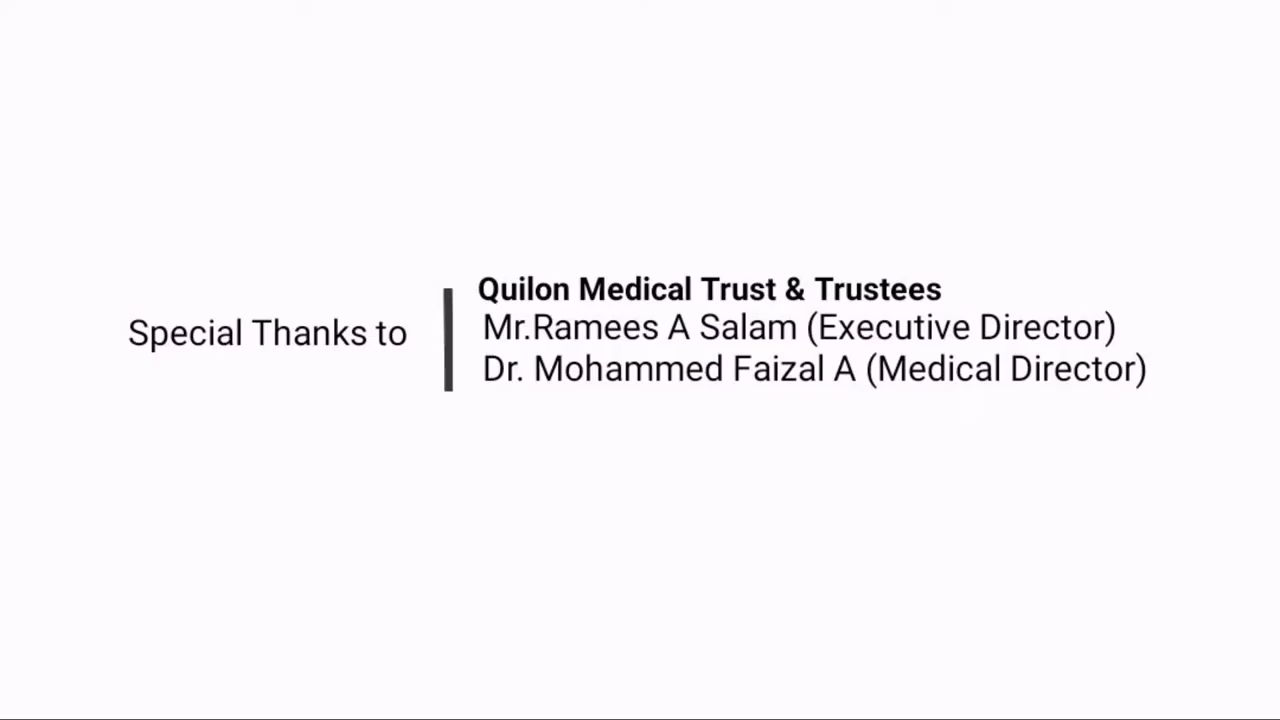 Special Thanks to
Quilon Medical Trust & Trustees
Mr.Ramees A Salam (Executive Director)
Dr. Mohammed Faizal A (Medical Director)